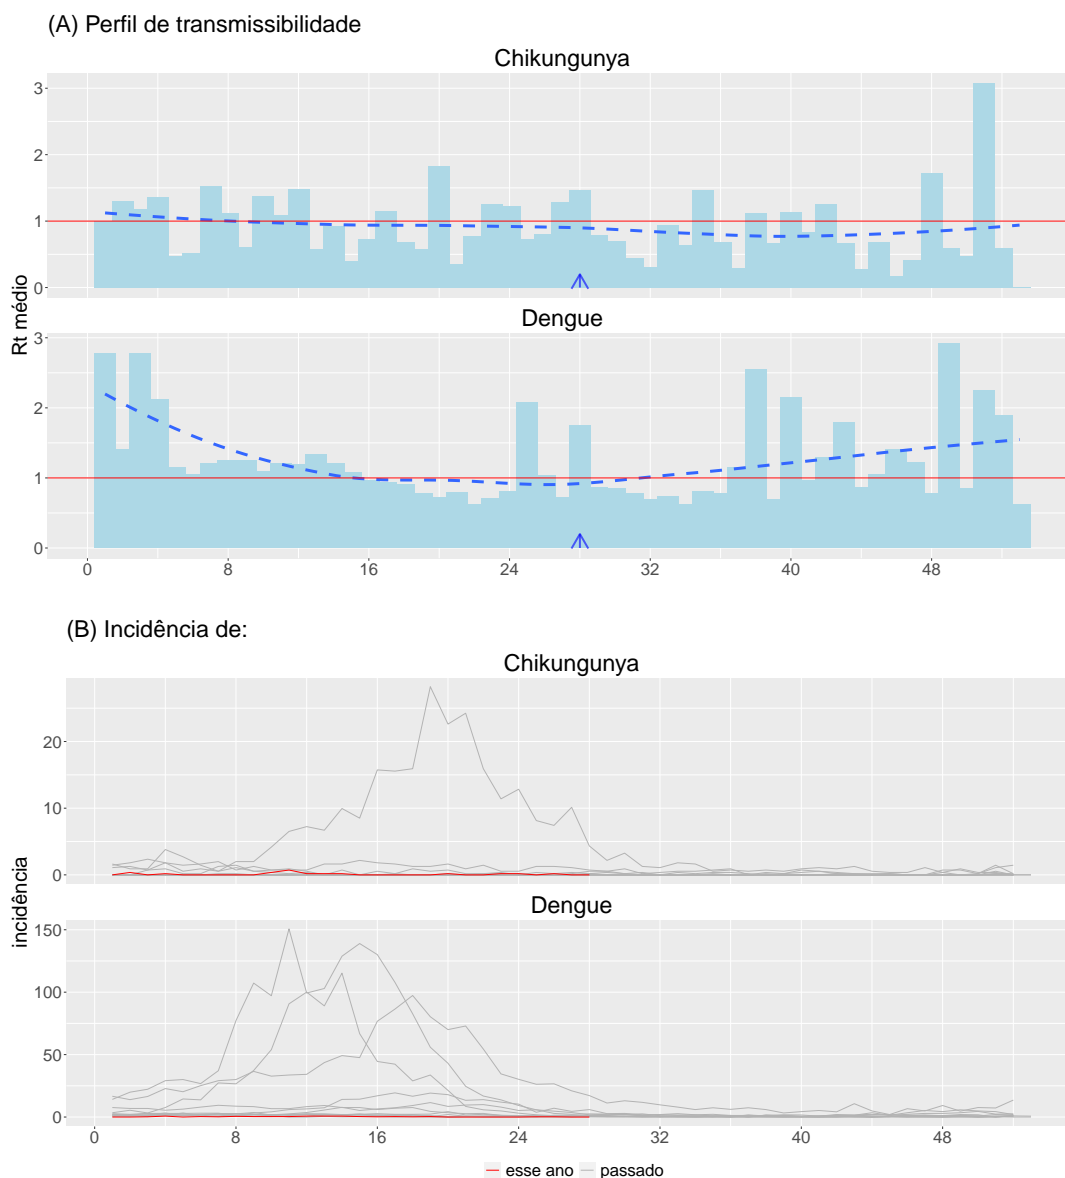 (A) Perfil de transmissibilidade
Chikungunya
3
2
1
0
Rt médio
Dengue
3
2
1
0
0 8 16 24 32 40 48
(B) Incidência de:
Chikungunya
20
10
0
incidência
Dengue
150
100
50
0
0 8 16 24 32 40 48
esse ano passado